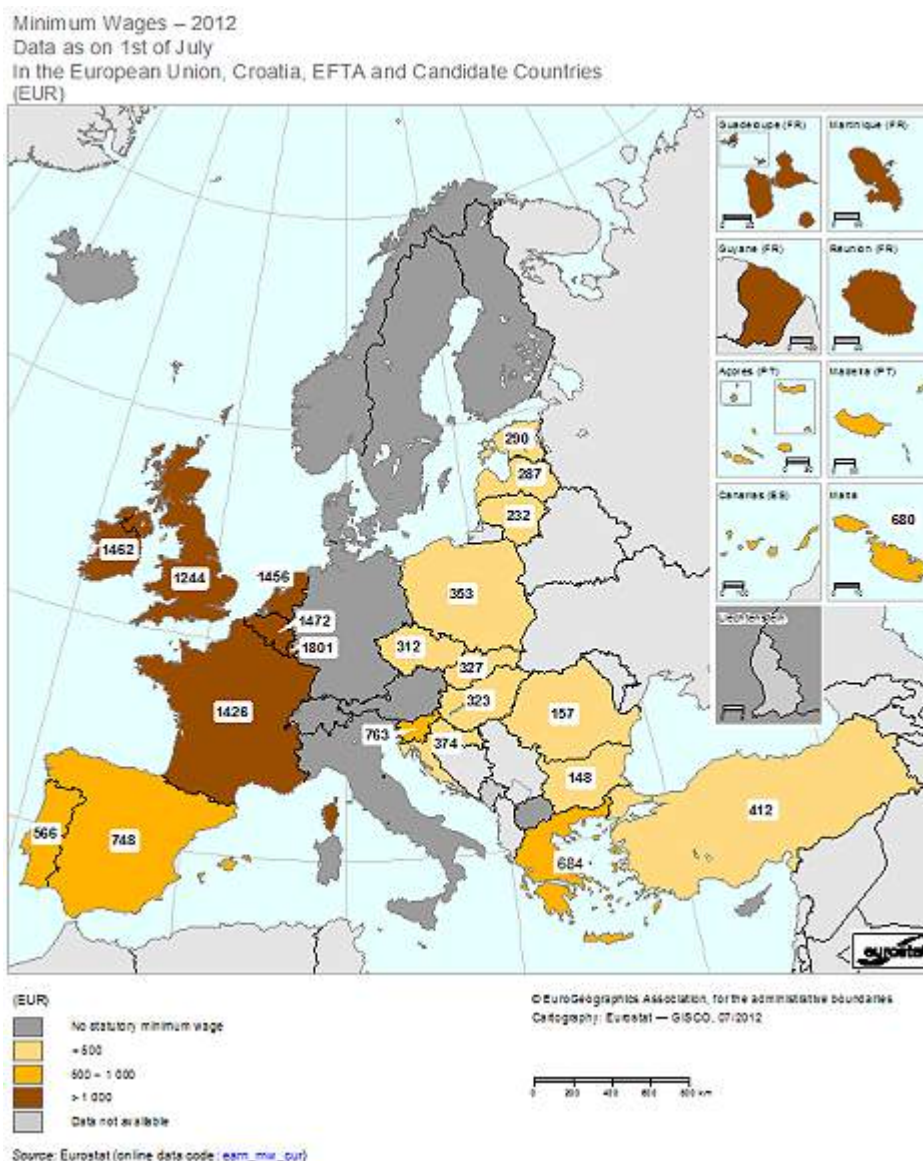 Minimum Wages – 2012
Data as on 1st of July
In the European Union, Croatia, EFTA and Candidate Countries
(EUR)
Guadeloupe (FR)
Martinique (FR)
Guyane (FR)
Réunion (FR)
Açores (PT)
Madeira (PT)
Canarias (ES)
Malta
680
Liechtenstein
290
287
232
1462
1244
1456
1472
1801
353
312
327
323
1426
763
374
157
148
412
566
748
684
eurostat
(EUR)
No statutory minimum wage
500 – 1 000
> 1 000
Data not available
© EuroGeographics Association, for the administrative boundaries
Cartography: Eurostat — GISCO, 07/2012
0 200 400 600 800 km
Source: Eurostat (online data code: earn_mw_cur)